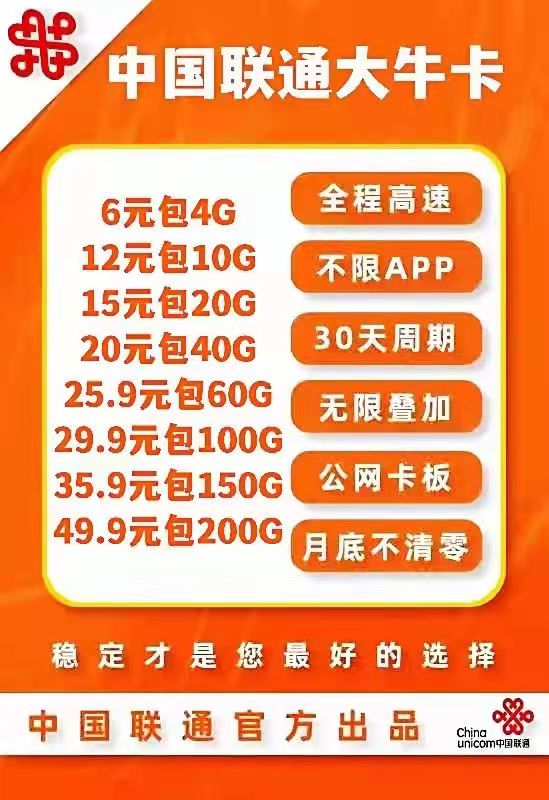 中国联通大牛卡
6元包4G
12元包10G
15元包20G
20元包40G
25.9元包60G
29.9元包100G
35.9元包150G
49.9元包200G
全程高速
不限APP
30天周期
无限叠加
公网卡板
月底不清零
稳定才是您最好的选择
中国联通官方出品
China
unicom中国联通